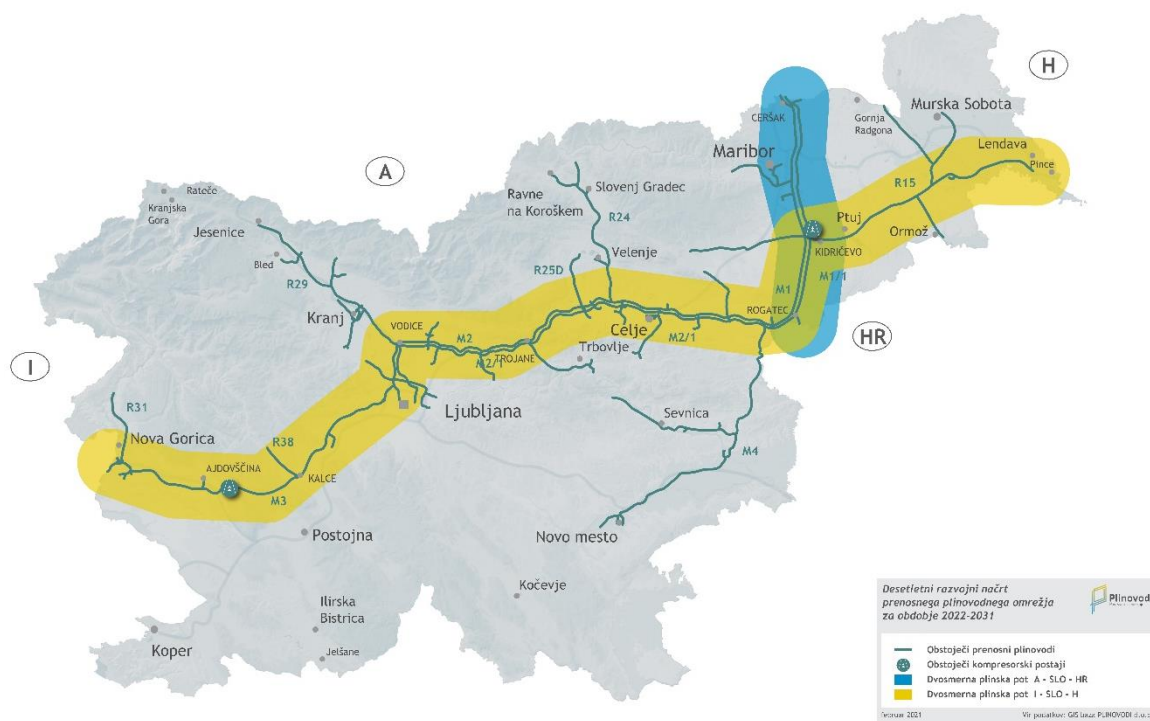 H
CERŠAK
Gornja
Radgona
Murska Sobota
Maribor
Lendava
Pince
A
Rateče
Kranjska
Gora
Ravne
na Koroškem
Slovenj Gradec
R15
Jesenice
R24
Ptuj
Ormož
Bled
Velenje
KIDRIČEVO
R29
R25D
M1
M1/1
Kranj
VODICE
ROGATEC
M2
Celje
HR
M2/1
TROJANE
M2/1
Trbovlje
I
R31
Ljubljana
Sevnica
Nova Gorica
R38
M4
AJDOVŠČINA
KALCE
M3
Postojna
Novo mesto
Kočevje
Ilirska
Bistrica
Koper
Jelšane
Desetletni razvojni načrt
prenosnega plinovodnega omrežja
za obdobje 2022-2031
Plinovodi
Obstoječi prenosni plinovodi
Obstoječi kompresorski postaji
Dvosmerna plinska pot A - SLO - HR
Dvosmerna plinska pot I - SLO - H
februar 2021
Vir podatkov: GIS baza PLINOVODI d.o.o.